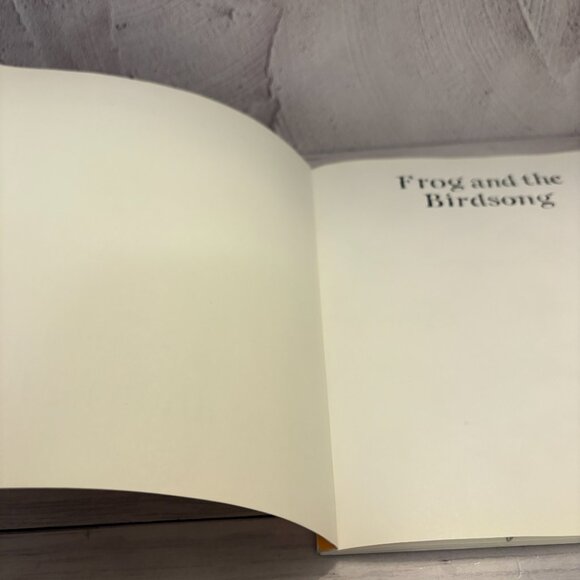 Frog and the
Birdsong